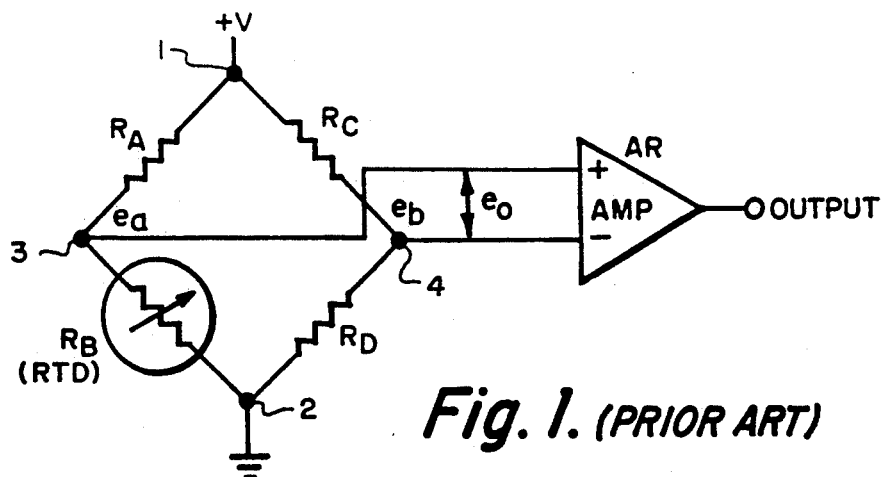 +V
1
RA
RC
AR
+
ea
eb
eo
AMP
OUTPUT
3
−
4
RB
(RTD)
RD
2
Fig. 1. (PRIOR ART)